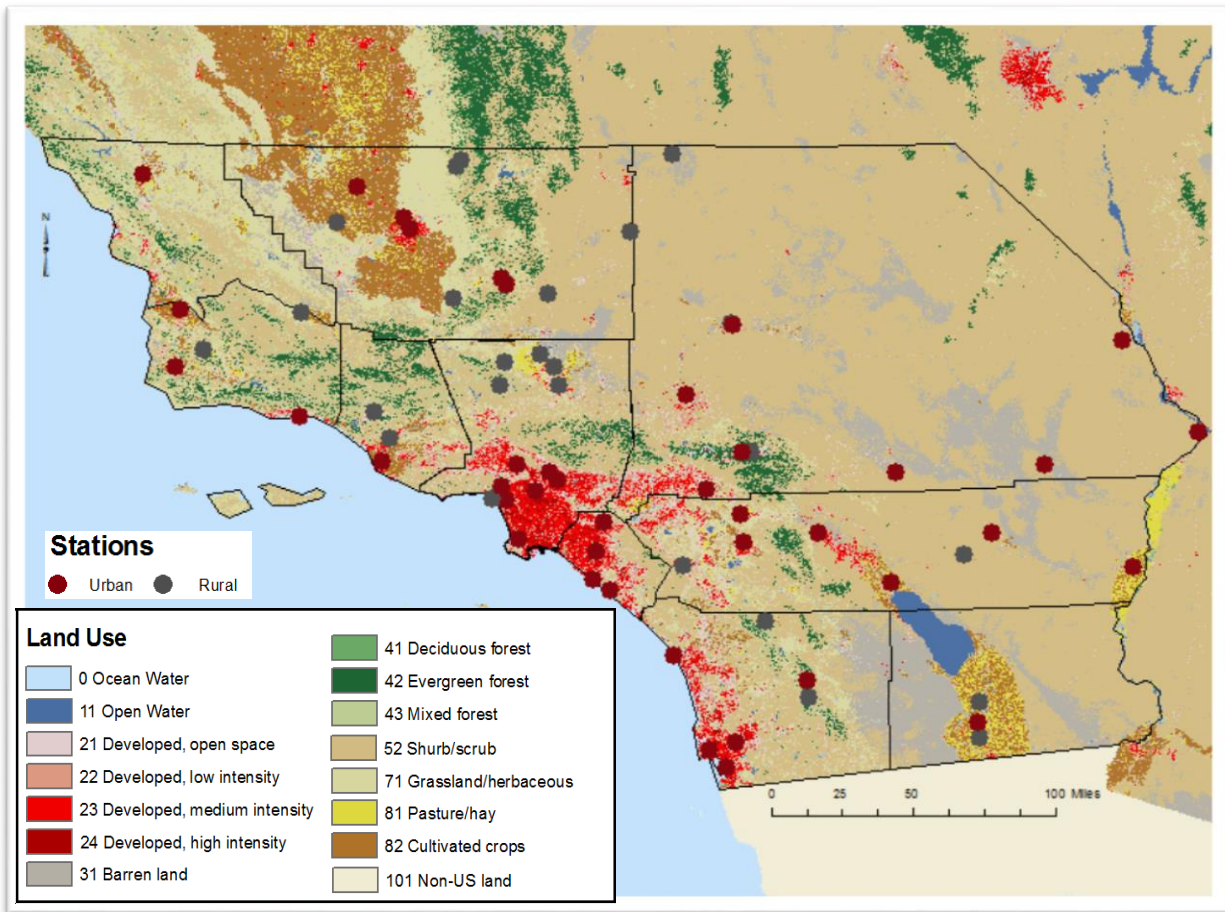 N
Stations
Urban Rural
Land Use
0 Ocean Water
11 Open Water
21 Developed, open space
22 Developed, low intensity
23 Developed, medium intensity
24 Developed, high intensity
31 Barren land
41 Deciduous forest
42 Evergreen forest
43 Mixed forest
52 Shurb/scrub
71 Grassland/herbaceous
81 Pasture/hay
82 Cultivated crops
101 Non-US land
0 25 50 100 Miles